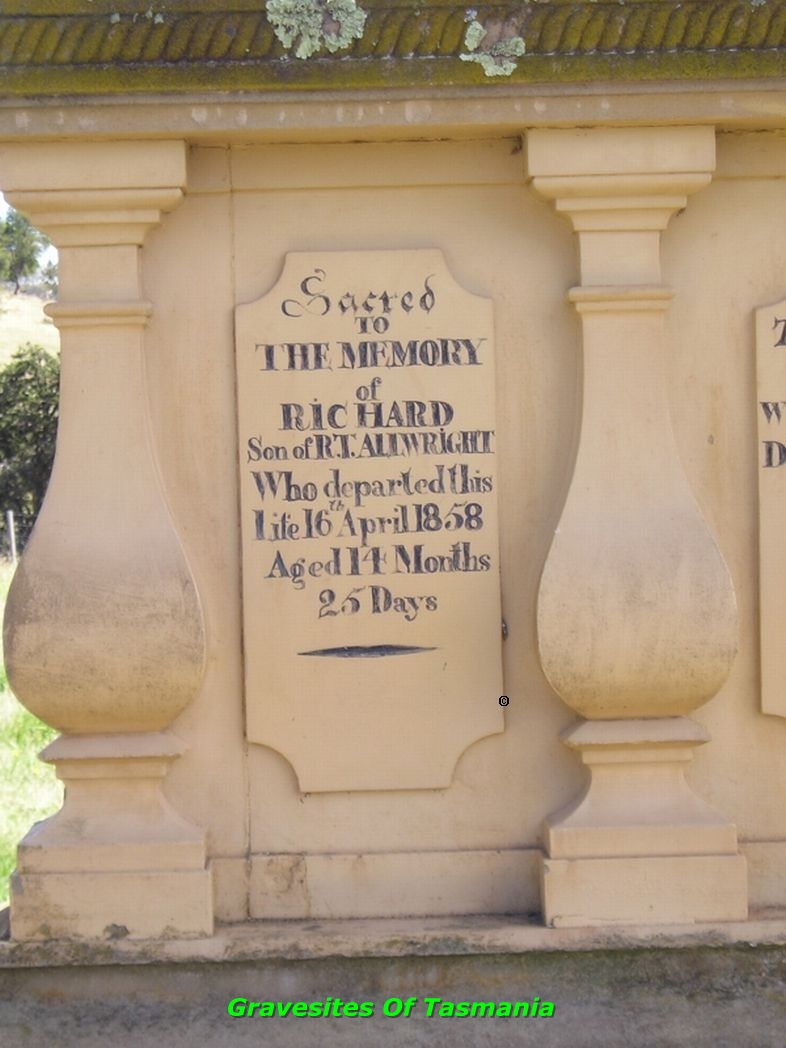 Sacred
TO
THE MEMORY
of
RICHARD
Son of R.T. ALLWRIGHT
Who departed this
life 16th April 1858
Aged 14 Months
25 Days
T
W
D
©
Gravesites Of Tasmania